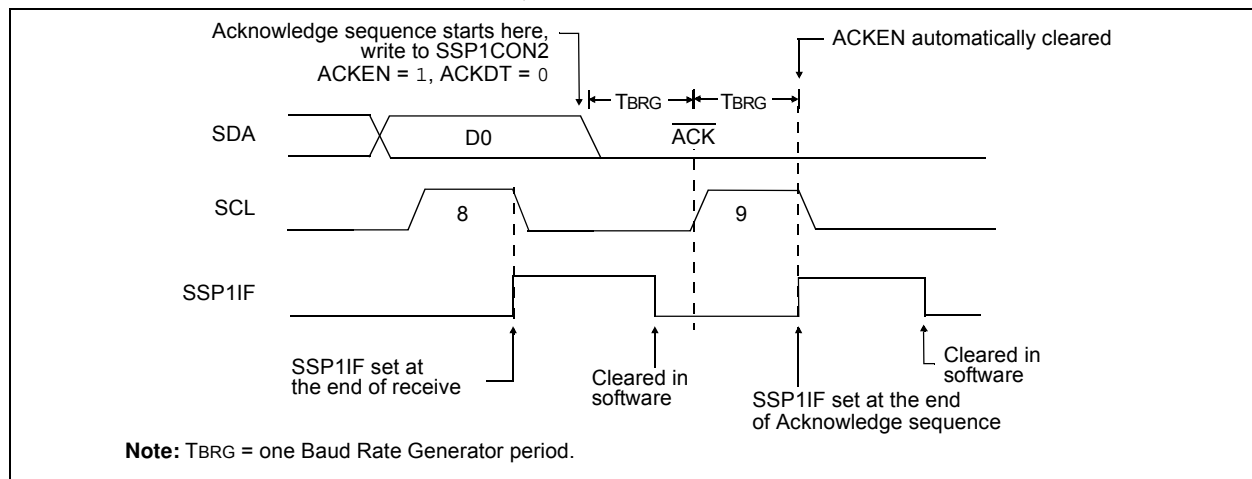 Acknowledge sequence starts here,
write to SSP1CON2
ACKEN = 1, ACKDT = 0
ACKEN automatically cleared
TBRG
TBRG
SDA
D0
ACK
SCL
8
9
SSP1IF
SSP1IF set at
the end of receive
Cleared in
software
SSP1IF set at the end
of Acknowledge sequence
Cleared in
software
Note: TBRG = one Baud Rate Generator period.